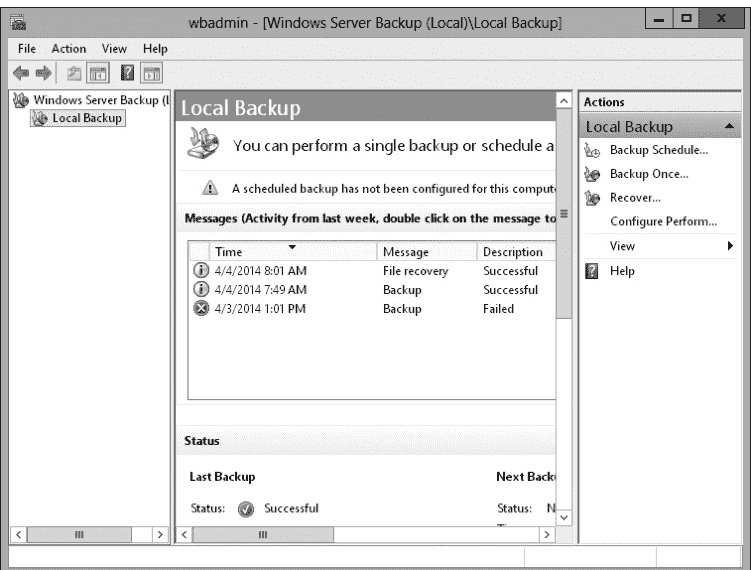 wbadmin - [Windows Server Backup (Local)\Local Backup]
File Action View Help
Windows Server Backup (L
Local Backup
Local Backup
You can perform a single backup or schedule a
A scheduled backup has not been configured for this compute
Messages (Activity from last week, double click on the message to
Time Message Description
4/4/2014 8:01 AM File recovery Successful
4/4/2014 7:49 AM Backup Successful
4/3/2014 1:01 PM Backup Failed
Status
Last Backup Next Back
Status: Successful Status: N
Actions
Local Backup
Backup Schedule...
Backup Once...
Recover...
Configure Perform...
View
Help